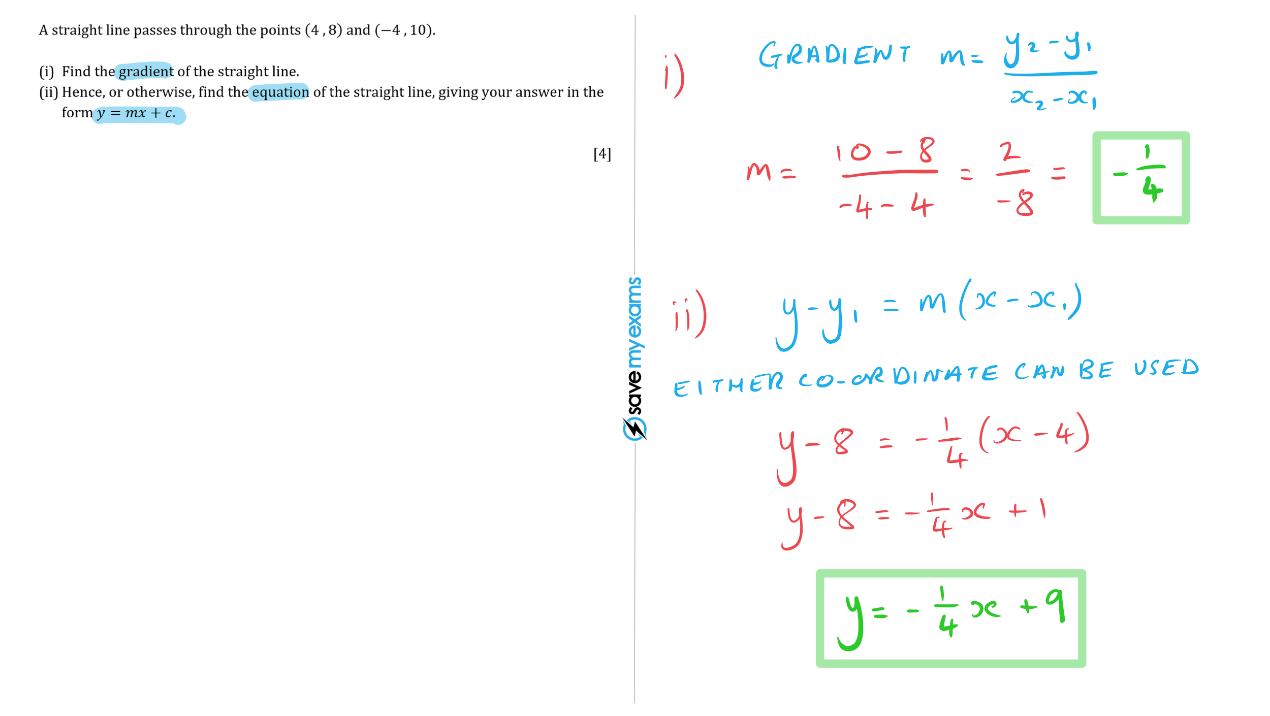 A straight line passes through the points (4 , 8) and (−4 , 10).
(i) Find the gradient of the straight line.
(ii) Hence, or otherwise, find the equation of the straight line, giving your answer in the
form y = mx + c.
[4]
savemyexams
i) GRADIENT m = (y₂ - y₁)/(x₂ - x₁)
m = (10 - 8)/(-4 - 4) = 2/-8 = -1/4
ii) y - y₁ = m(x - x₁)
EITHER CO-ORDINATE CAN BE USED
y - 8 = -1/4 (x - 4)
y - 8 = -1/4 x + 1
y = -1/4 x + 9